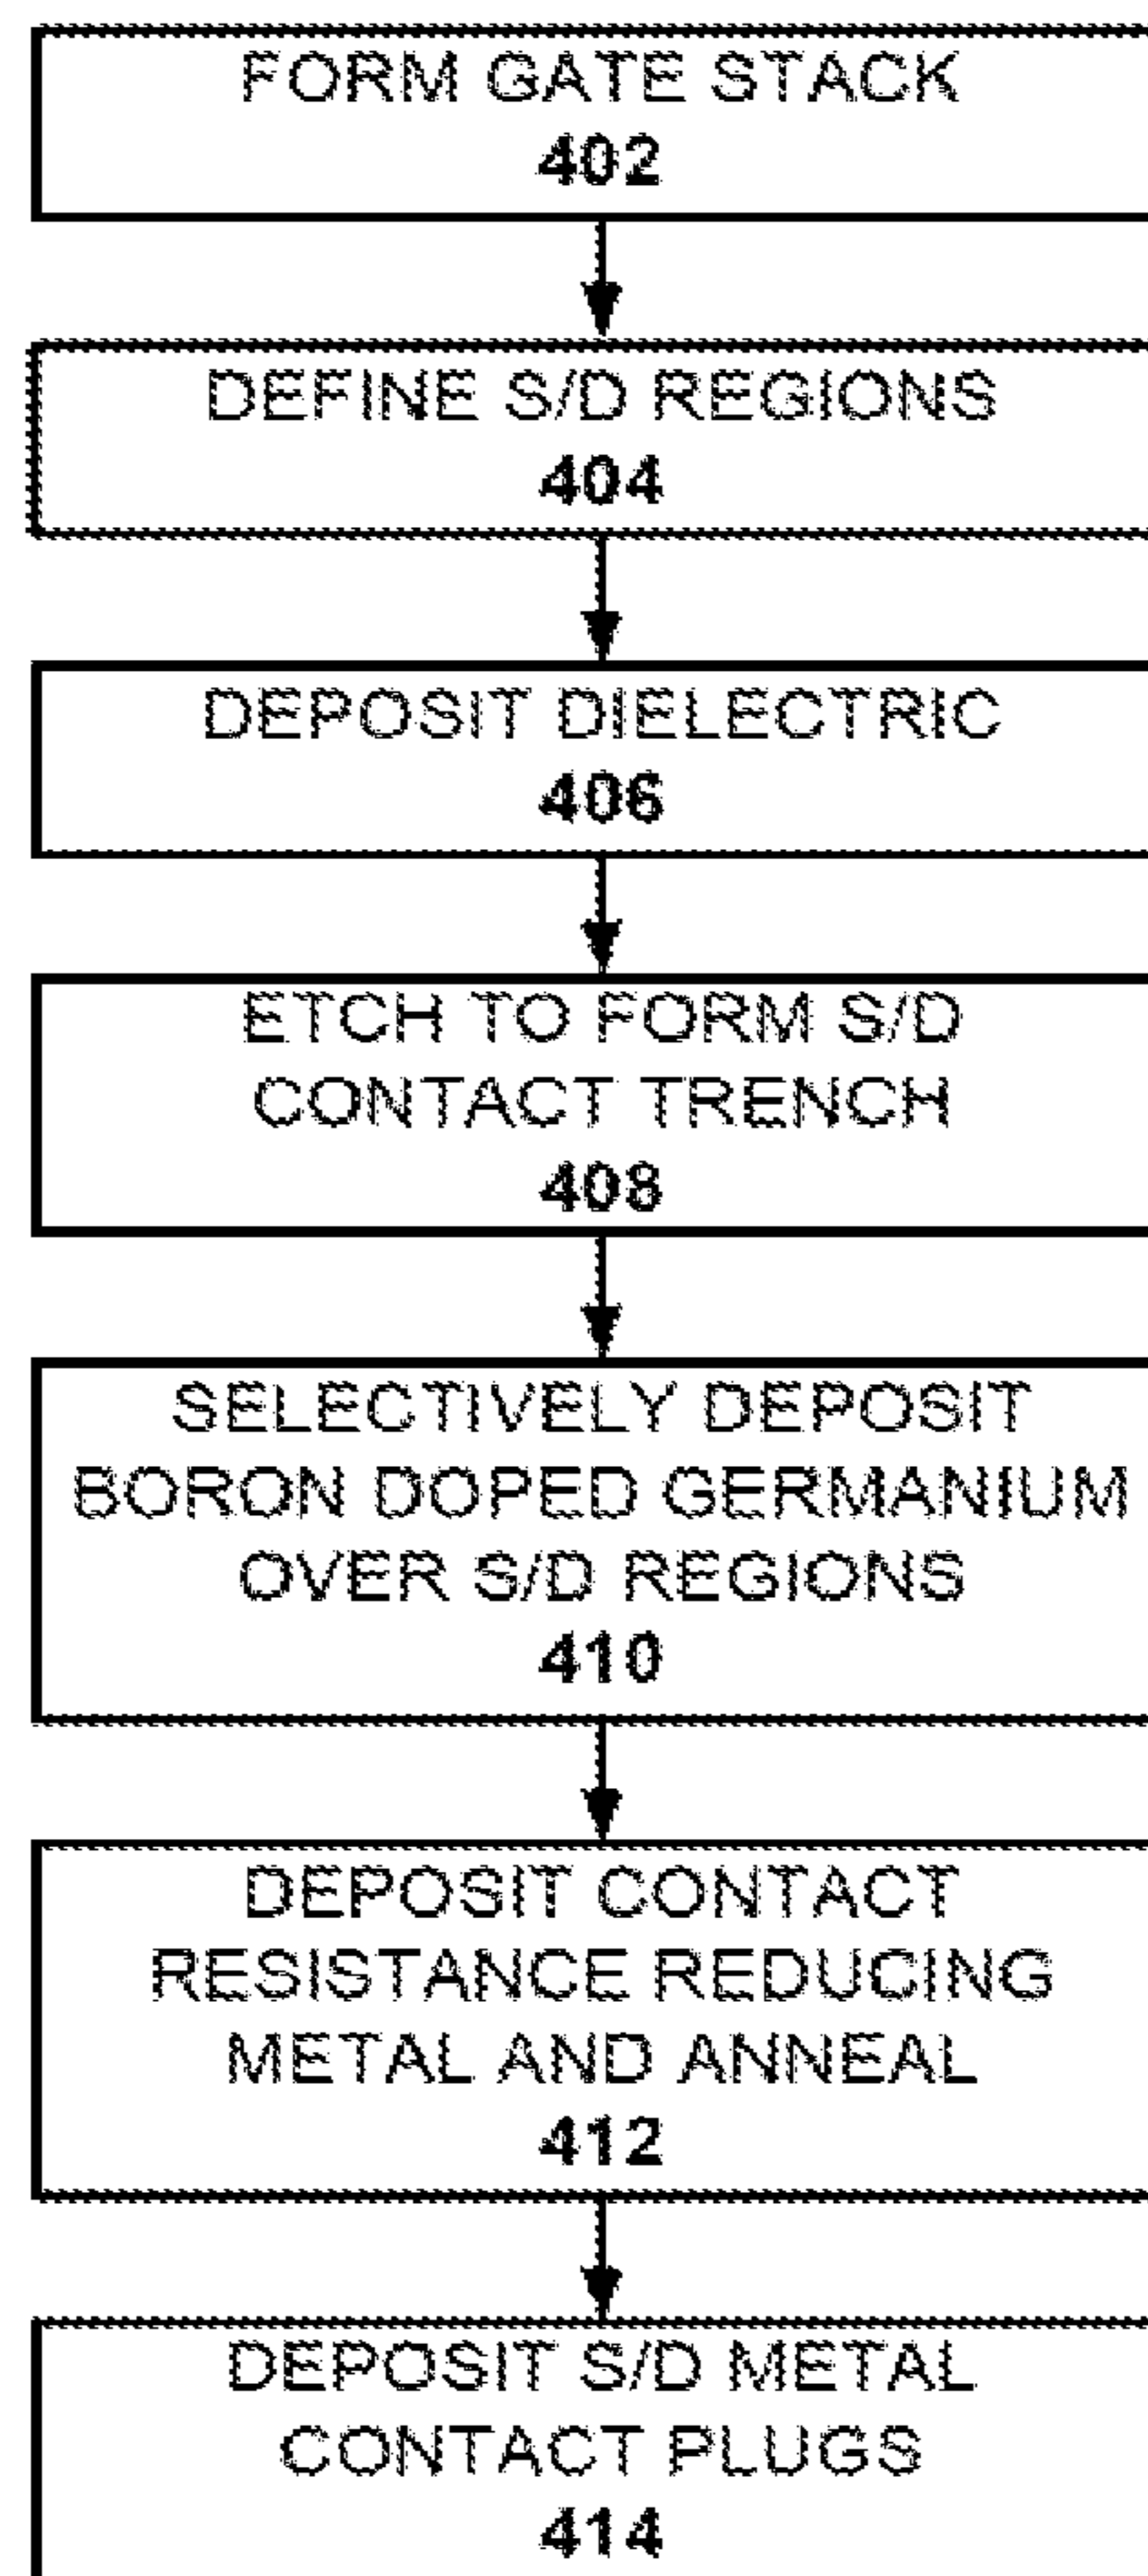 FORM GATE STACK
402
DEFINE S/D REGIONS
404
DEPOSIT DIELECTRIC
406
ETCH TO FORM S/D
CONTACT TRENCH
408
SELECTIVELY DEPOSIT
BORON DOPED GERMANIUM
OVER S/D REGIONS
410
DEPOSIT CONTACT
RESISTANCE REDUCING
METAL AND ANNEAL
412
DEPOSIT S/D METAL
CONTACT PLUGS
414